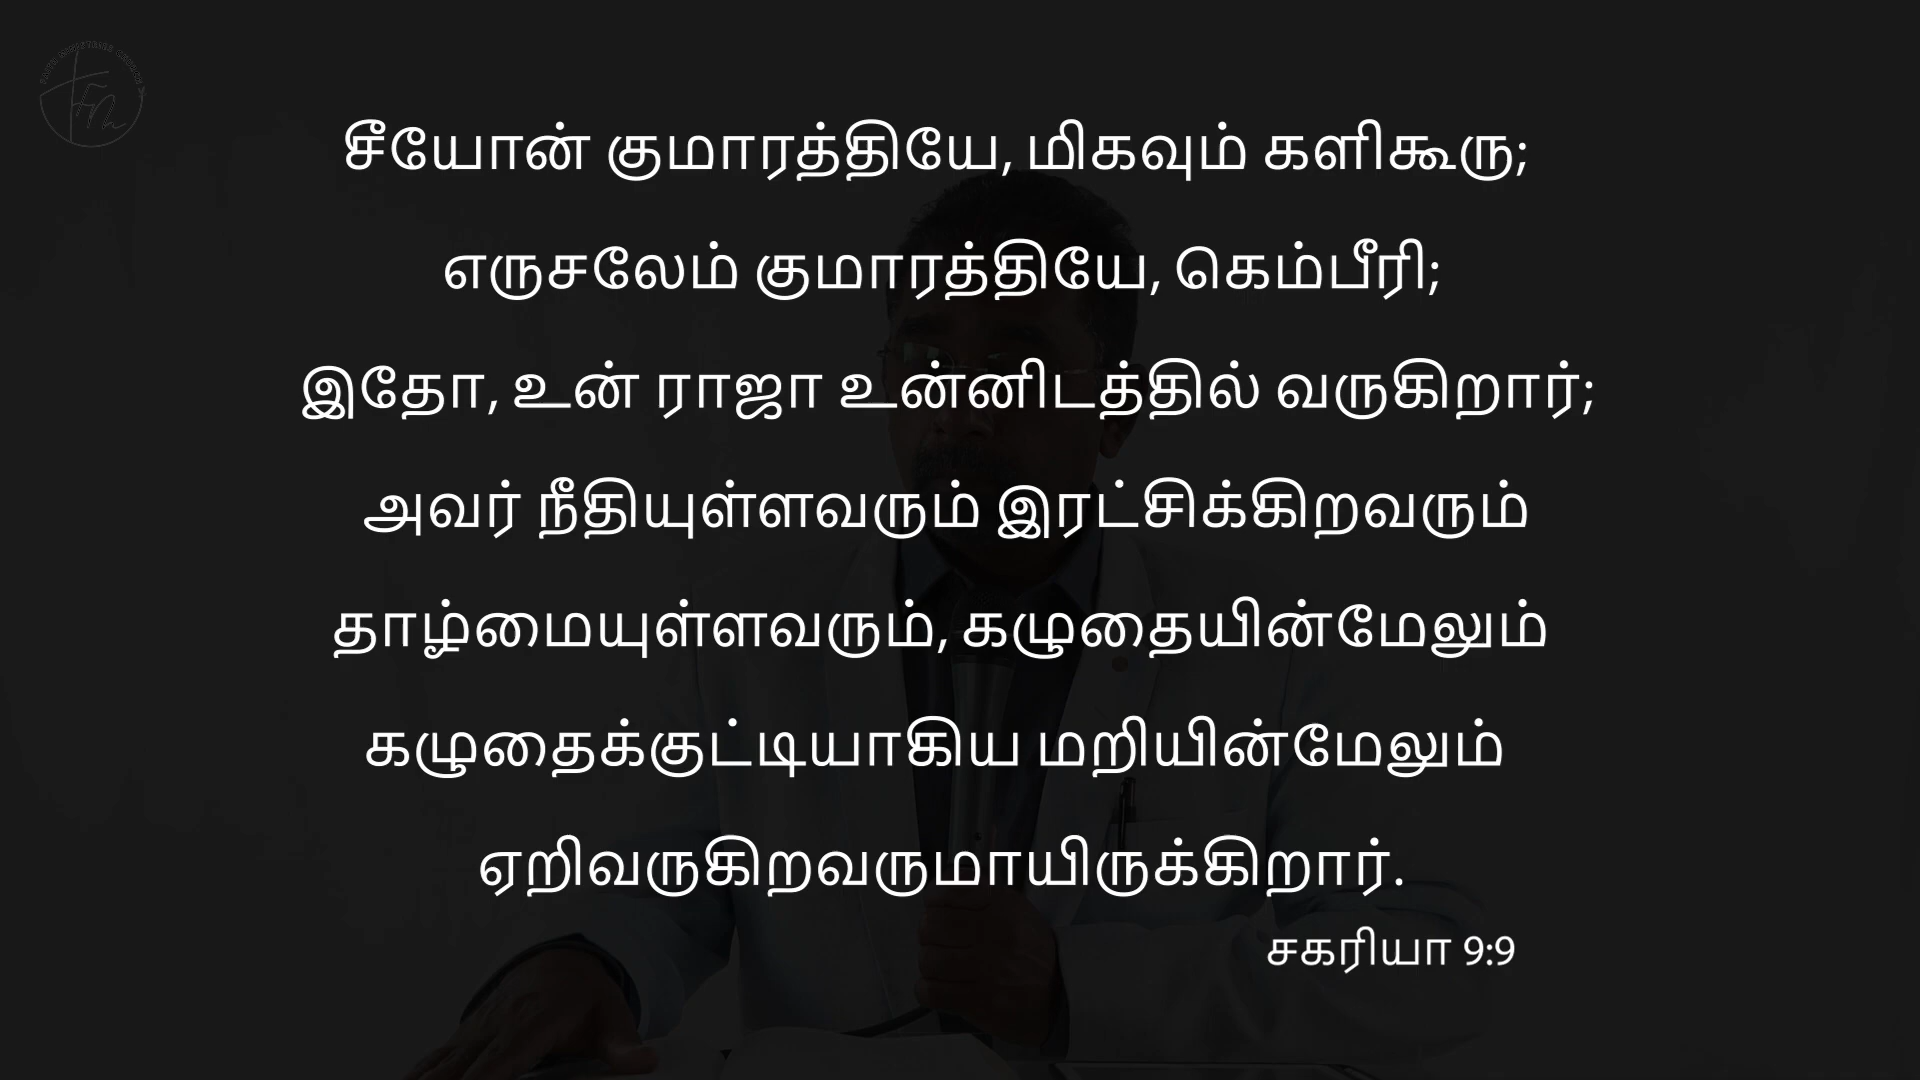 சீயோன் குமாரத்தியே, மிகவும் களிகூரு;
எருசலேம் குமாரத்தியே, கெம்பீரி;
இதோ, உன் ராஜா உன்னிடத்தில் வருகிறார்;
அவர் நீதியுள்ளவரும் இரட்சிக்கிறவரும்
தாழ்மையுள்ளவரும், கழுதையின்மேலும்
கழுதைக்குட்டியாகிய மறியின்மேலும்
ஏறிவருகிறவருமாயிருக்கிறார்.
சகரியா 9:9